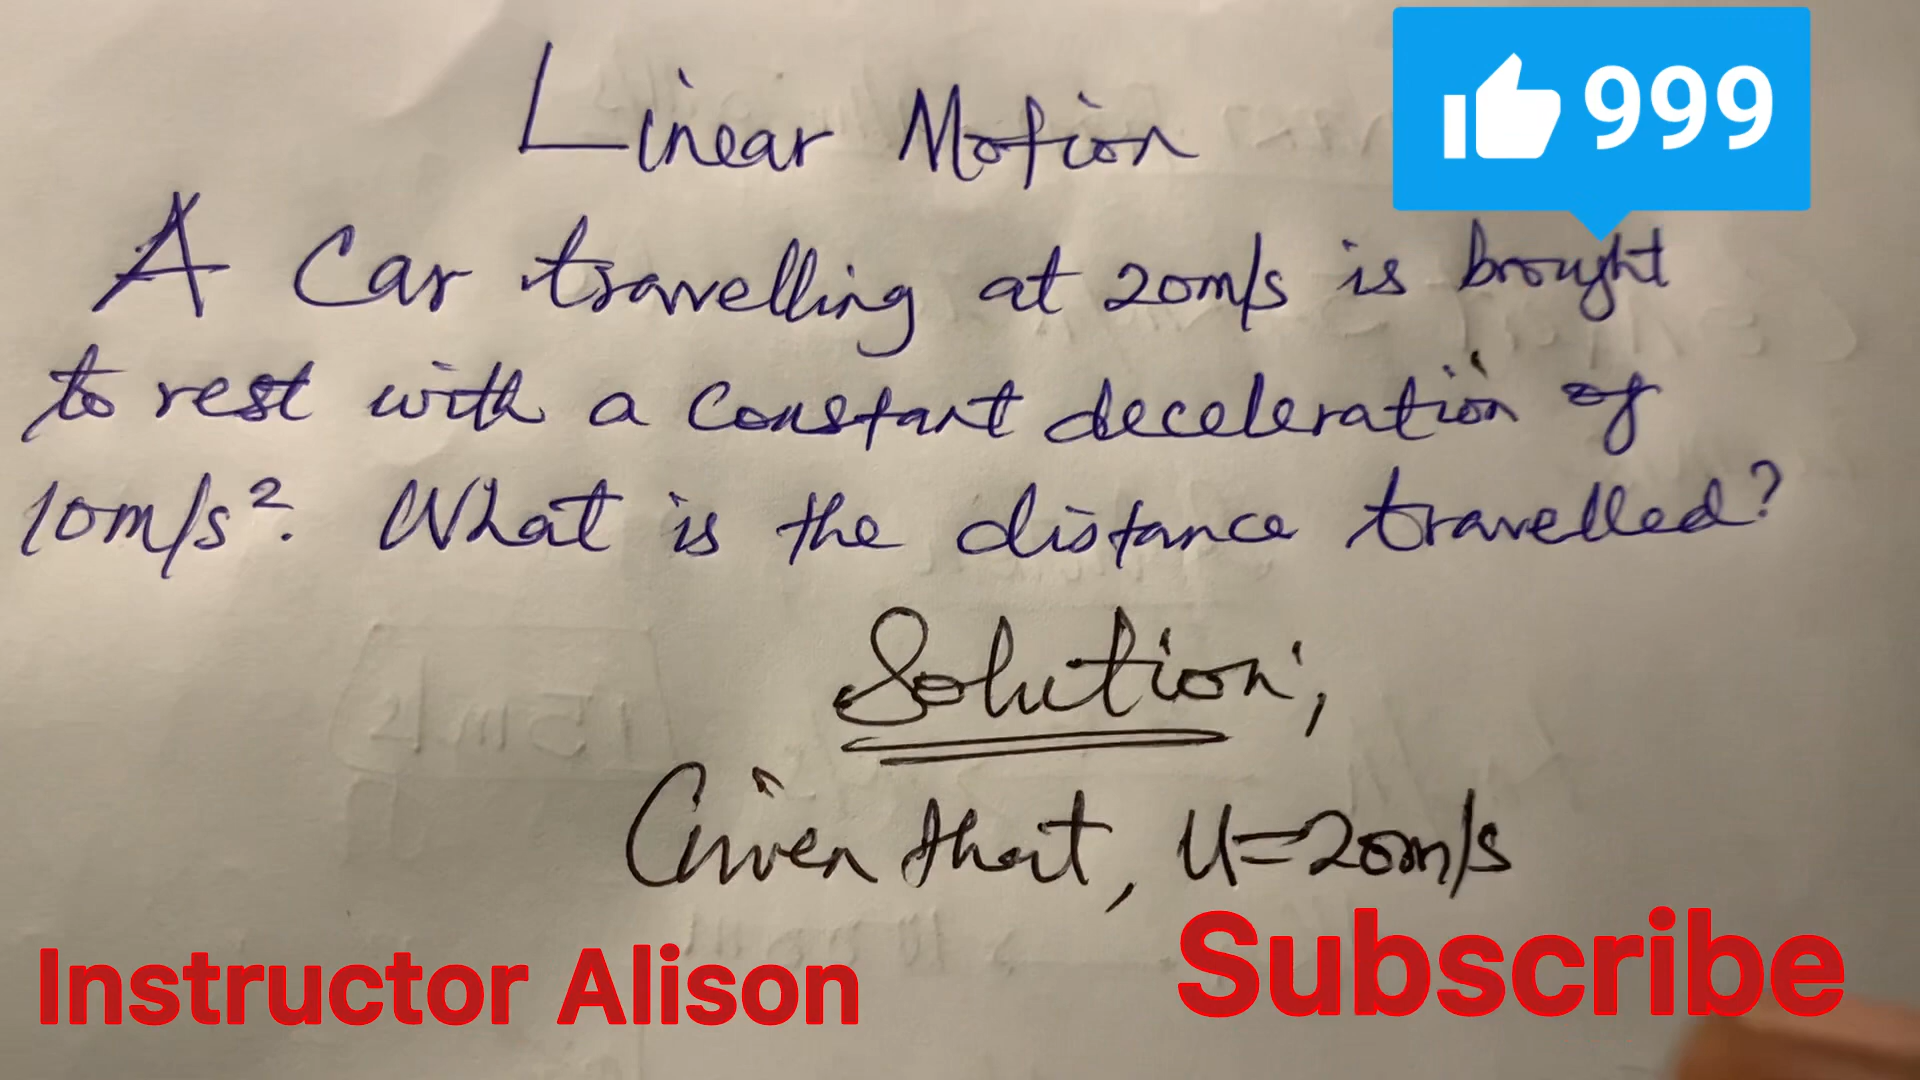 Linear Motion
999
A Car travelling at 20m/s is brought
to rest with a constant deceleration of
10m/s². What is the distance travelled?
Solution;
Given that, u=20m/s
Instructor Alison
Subscribe